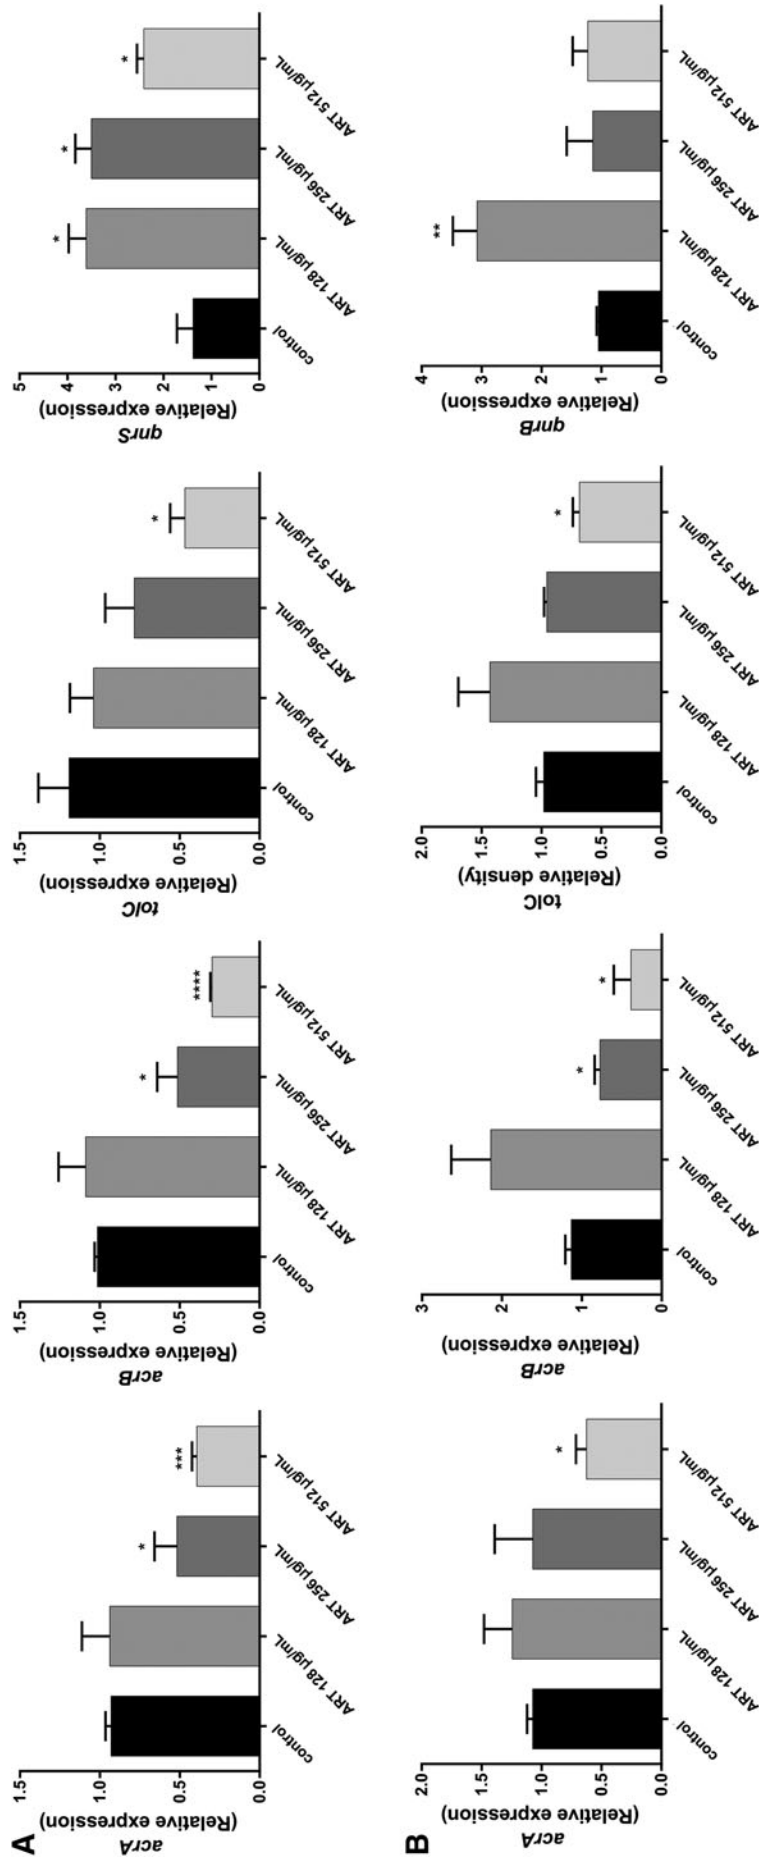 A
acrA
(Relative expression)
1.5
1.0
0.5
0.0
*
***
control
ART 128 µg/mL
ART 256 µg/mL
ART 512 µg/mL
acrB
(Relative expression)
1.5
1.0
0.5
0.0
*
****
control
ART 128 µg/mL
ART 256 µg/mL
ART 512 µg/mL
tolC
(Relative expression)
1.5
1.0
0.5
0.0
*
control
ART 128 µg/mL
ART 256 µg/mL
ART 512 µg/mL
qnrS
(Relative expression)
5
4
3
2
1
0
*
*
*
control
ART 128 µg/mL
ART 256 µg/mL
ART 512 µg/mL
B
acrA
(Relative expression)
2.0
1.5
1.0
0.5
0.0
*
control
ART 128 µg/mL
ART 256 µg/mL
ART 512 µg/mL
acrB
(Relative expression)
3
2
1
0
*
*
control
ART 128 µg/mL
ART 256 µg/mL
ART 512 µg/mL
tolC
(Relative density)
2.0
1.5
1.0
0.5
0.0
*
control
ART 128 µg/mL
ART 256 µg/mL
ART 512 µg/mL
qnrB
(Relative expression)
4
3
2
1
0
**
control
ART 128 µg/mL
ART 256 µg/mL
ART 512 µg/mL